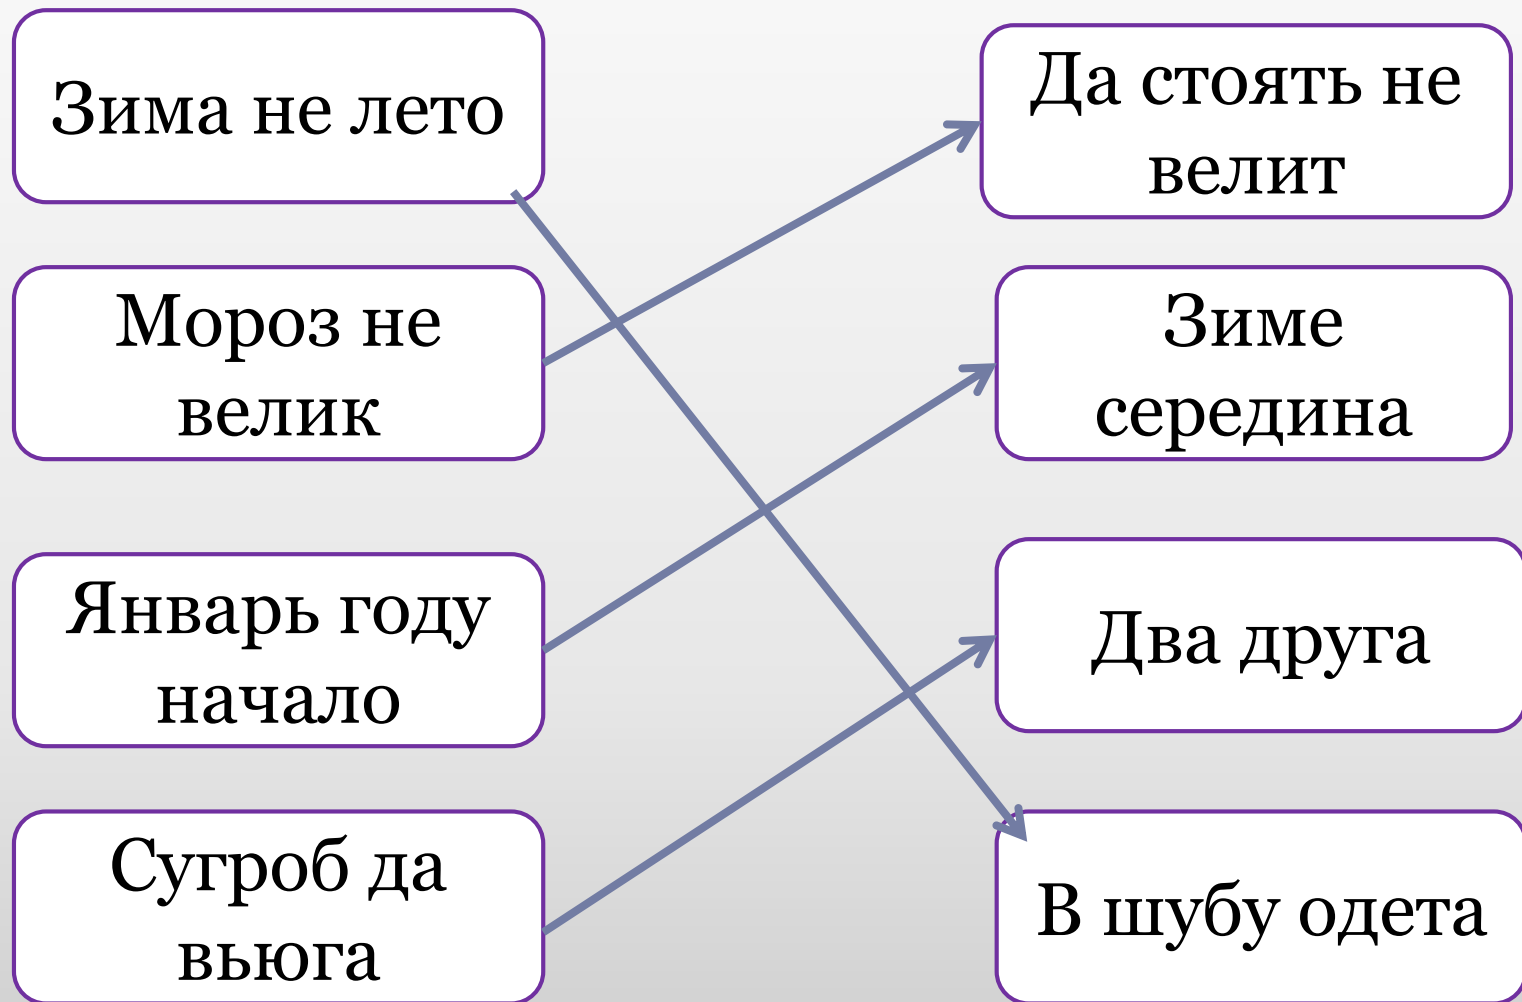 Зима не лето
Да стоять не
велит
Мороз не
велик
Зиме
середина
Январь году
начало
Два друга
Сугроб да
вьюга
В шубу одета